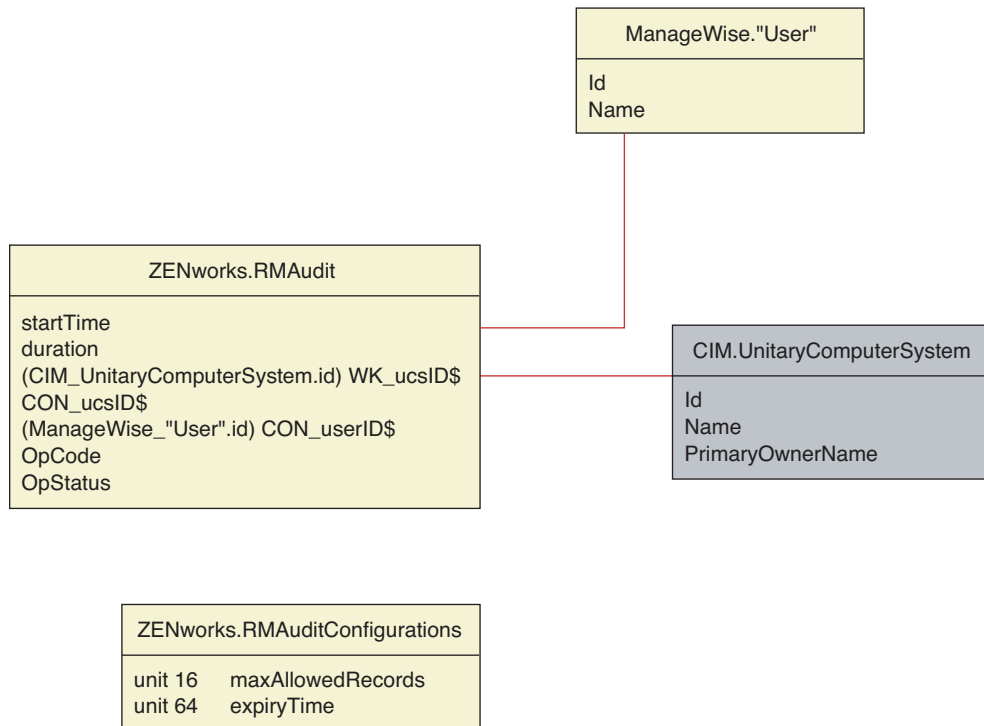 ManageWise."User"
Id
Name
ZENworks.RMAudit
startTime
duration
(CIM_UnitaryComputerSystem.id) WK_ucsID$
CON_ucsID$
(ManageWise_"User".id) CON_userID$
OpCode
OpStatus
CIM.UnitaryComputerSystem
Id
Name
PrimaryOwnerName
ZENworks.RMAuditConfigurations
unit 16 maxAllowedRecords
unit 64 expiryTime